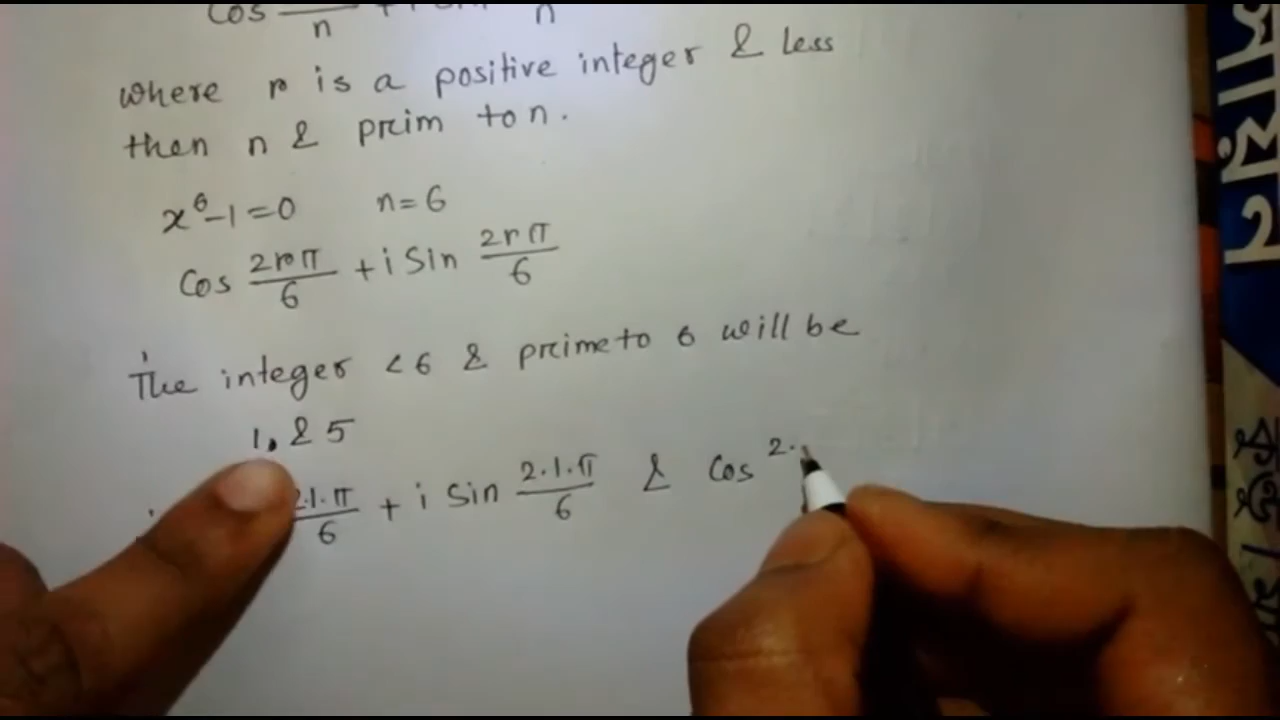 cos n + i n
where r is a positive integer & less
then n & prim to n.
x⁶-1=0 n=6
Cos 2rπ/6 + i Sin 2rπ/6
The integer <6 & prime to 6 will be
1, & 5
2.1.π/6 + i Sin 2.1.π/6 & Cos 2.